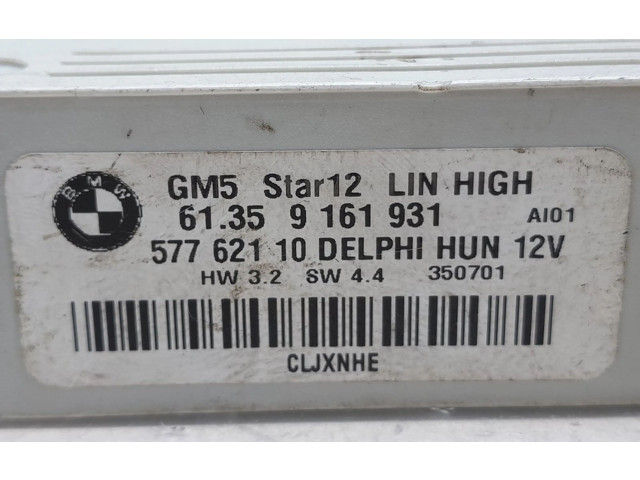 BMW
GM5 Star12 LIN HIGH
61.35 9 161 931 AI01
577 621 10 DELPHI HUN 12V
HW 3.2 SW 4.4 350701
CLJXNHE